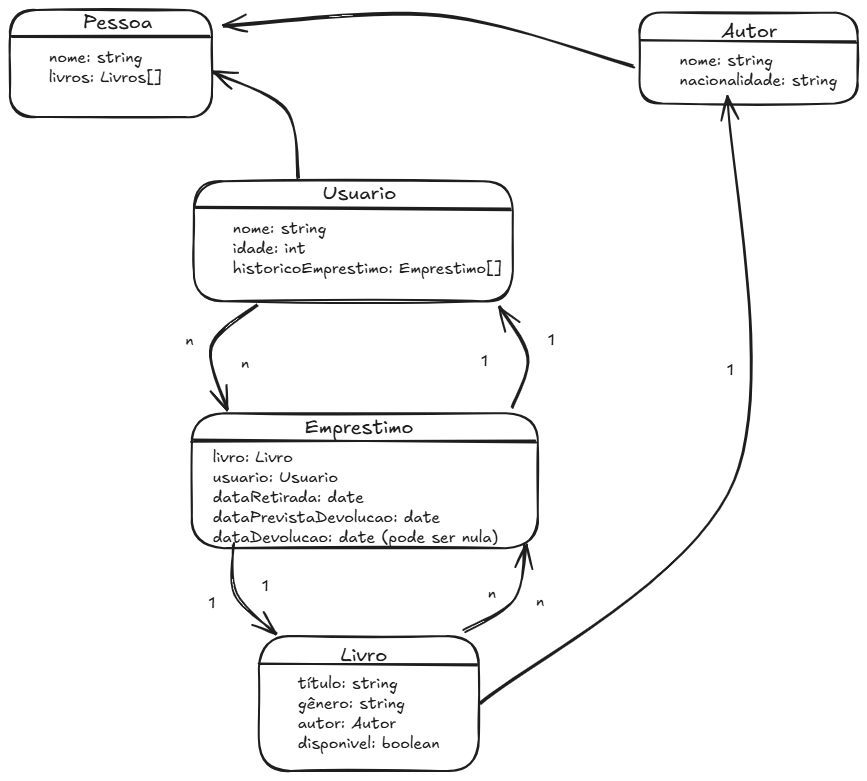 Pessoa
nome: string
livros: Livros[]
Autor
nome: string
nacionalidade: string
Usuario
nome: string
idade: int
historicoEmprestimo: Emprestimo[]
n
n
1
1
1
Emprestimo
livro: Livro
usuario: Usuario
dataRetirada: date
dataPrevistaDevolucao: date
dataDevolucao: date (pode ser nula)
1
1
n
n
Livro
título: string
gênero: string
autor: Autor
disponivel: boolean